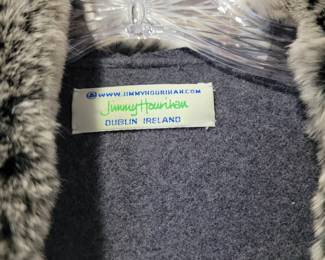 WWW.JIMMYHOURIHAN.COM
Jimmy Hourihan
DUBLIN IRELAND